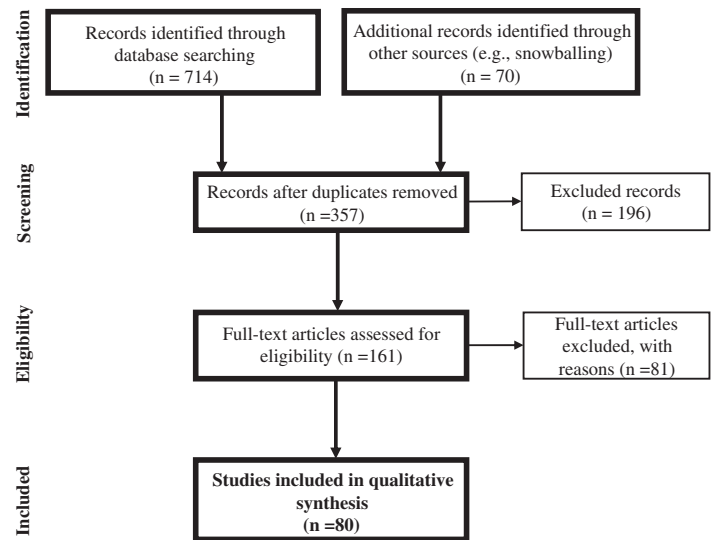 Identification
Records identified through
database searching
(n = 714)
Additional records identified through
other sources (e.g., snowballing)
(n = 70)
Screening
Records after duplicates removed
(n =357)
Excluded records
(n = 196)
Eligibility
Full-text articles assessed for
eligibility (n =161)
Full-text articles
excluded, with
reasons (n =81)
Included
Studies included in qualitative
synthesis
(n =80)